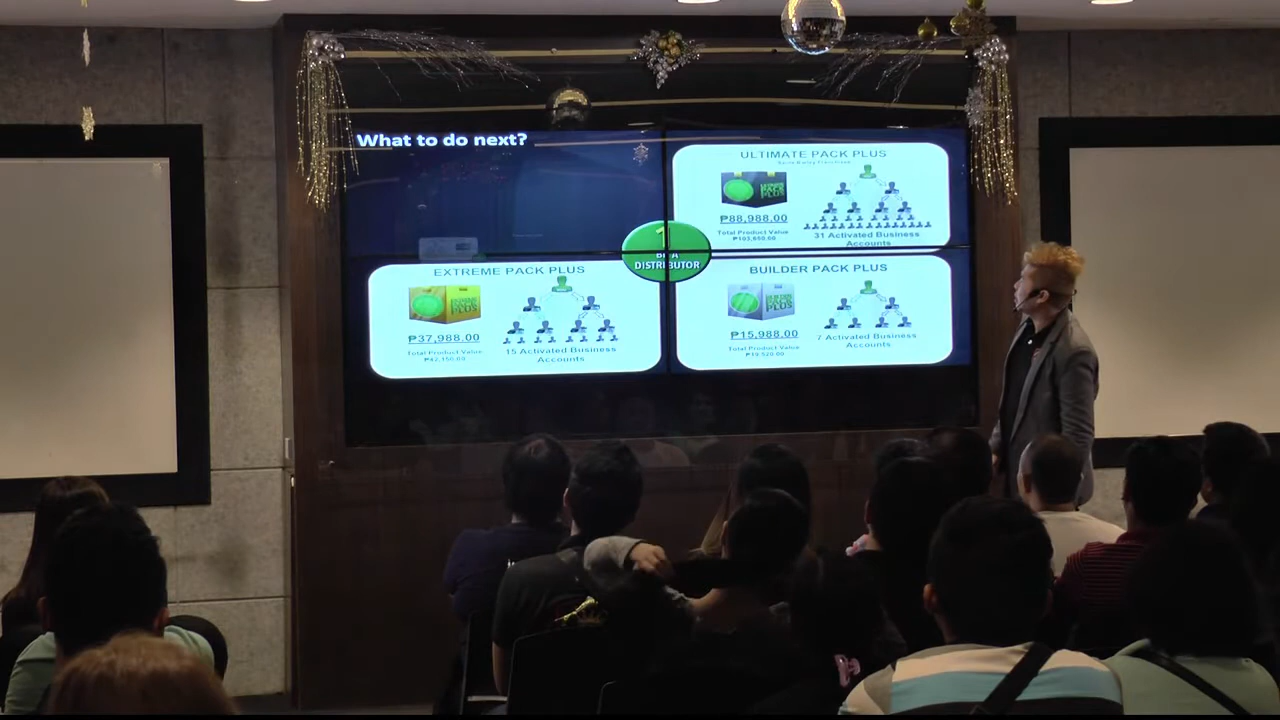 What to do next?
ULTIMATE PACK PLUS
₱88,988.00
Total Product Value
31 Activated Business
Accounts
1
BE A
DISTRIBUTOR
EXTREME PACK PLUS
₱37,988.00
Total Product Value
15 Activated Business
Accounts
BUILDER PACK PLUS
₱15,988.00
Total Product Value
7 Activated Business
Accounts